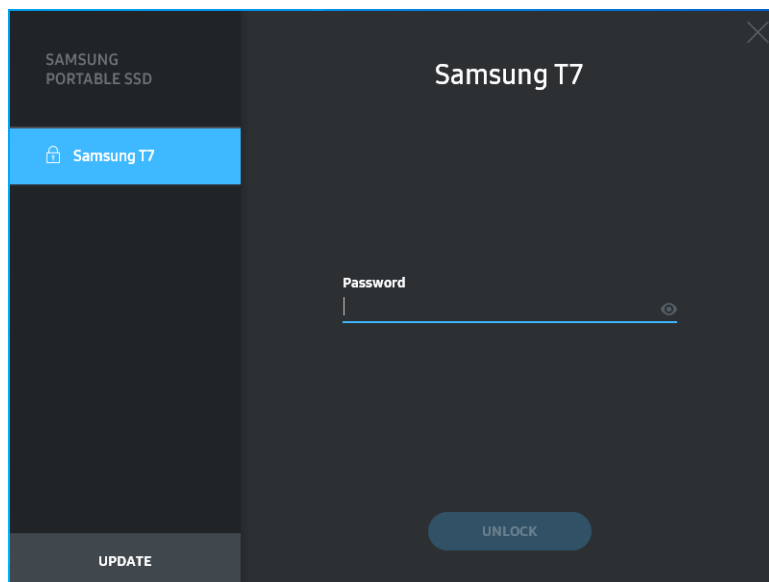 SAMSUNG
PORTABLE SSD
Samsung T7
Samsung T7
Password
UNLOCK
UPDATE